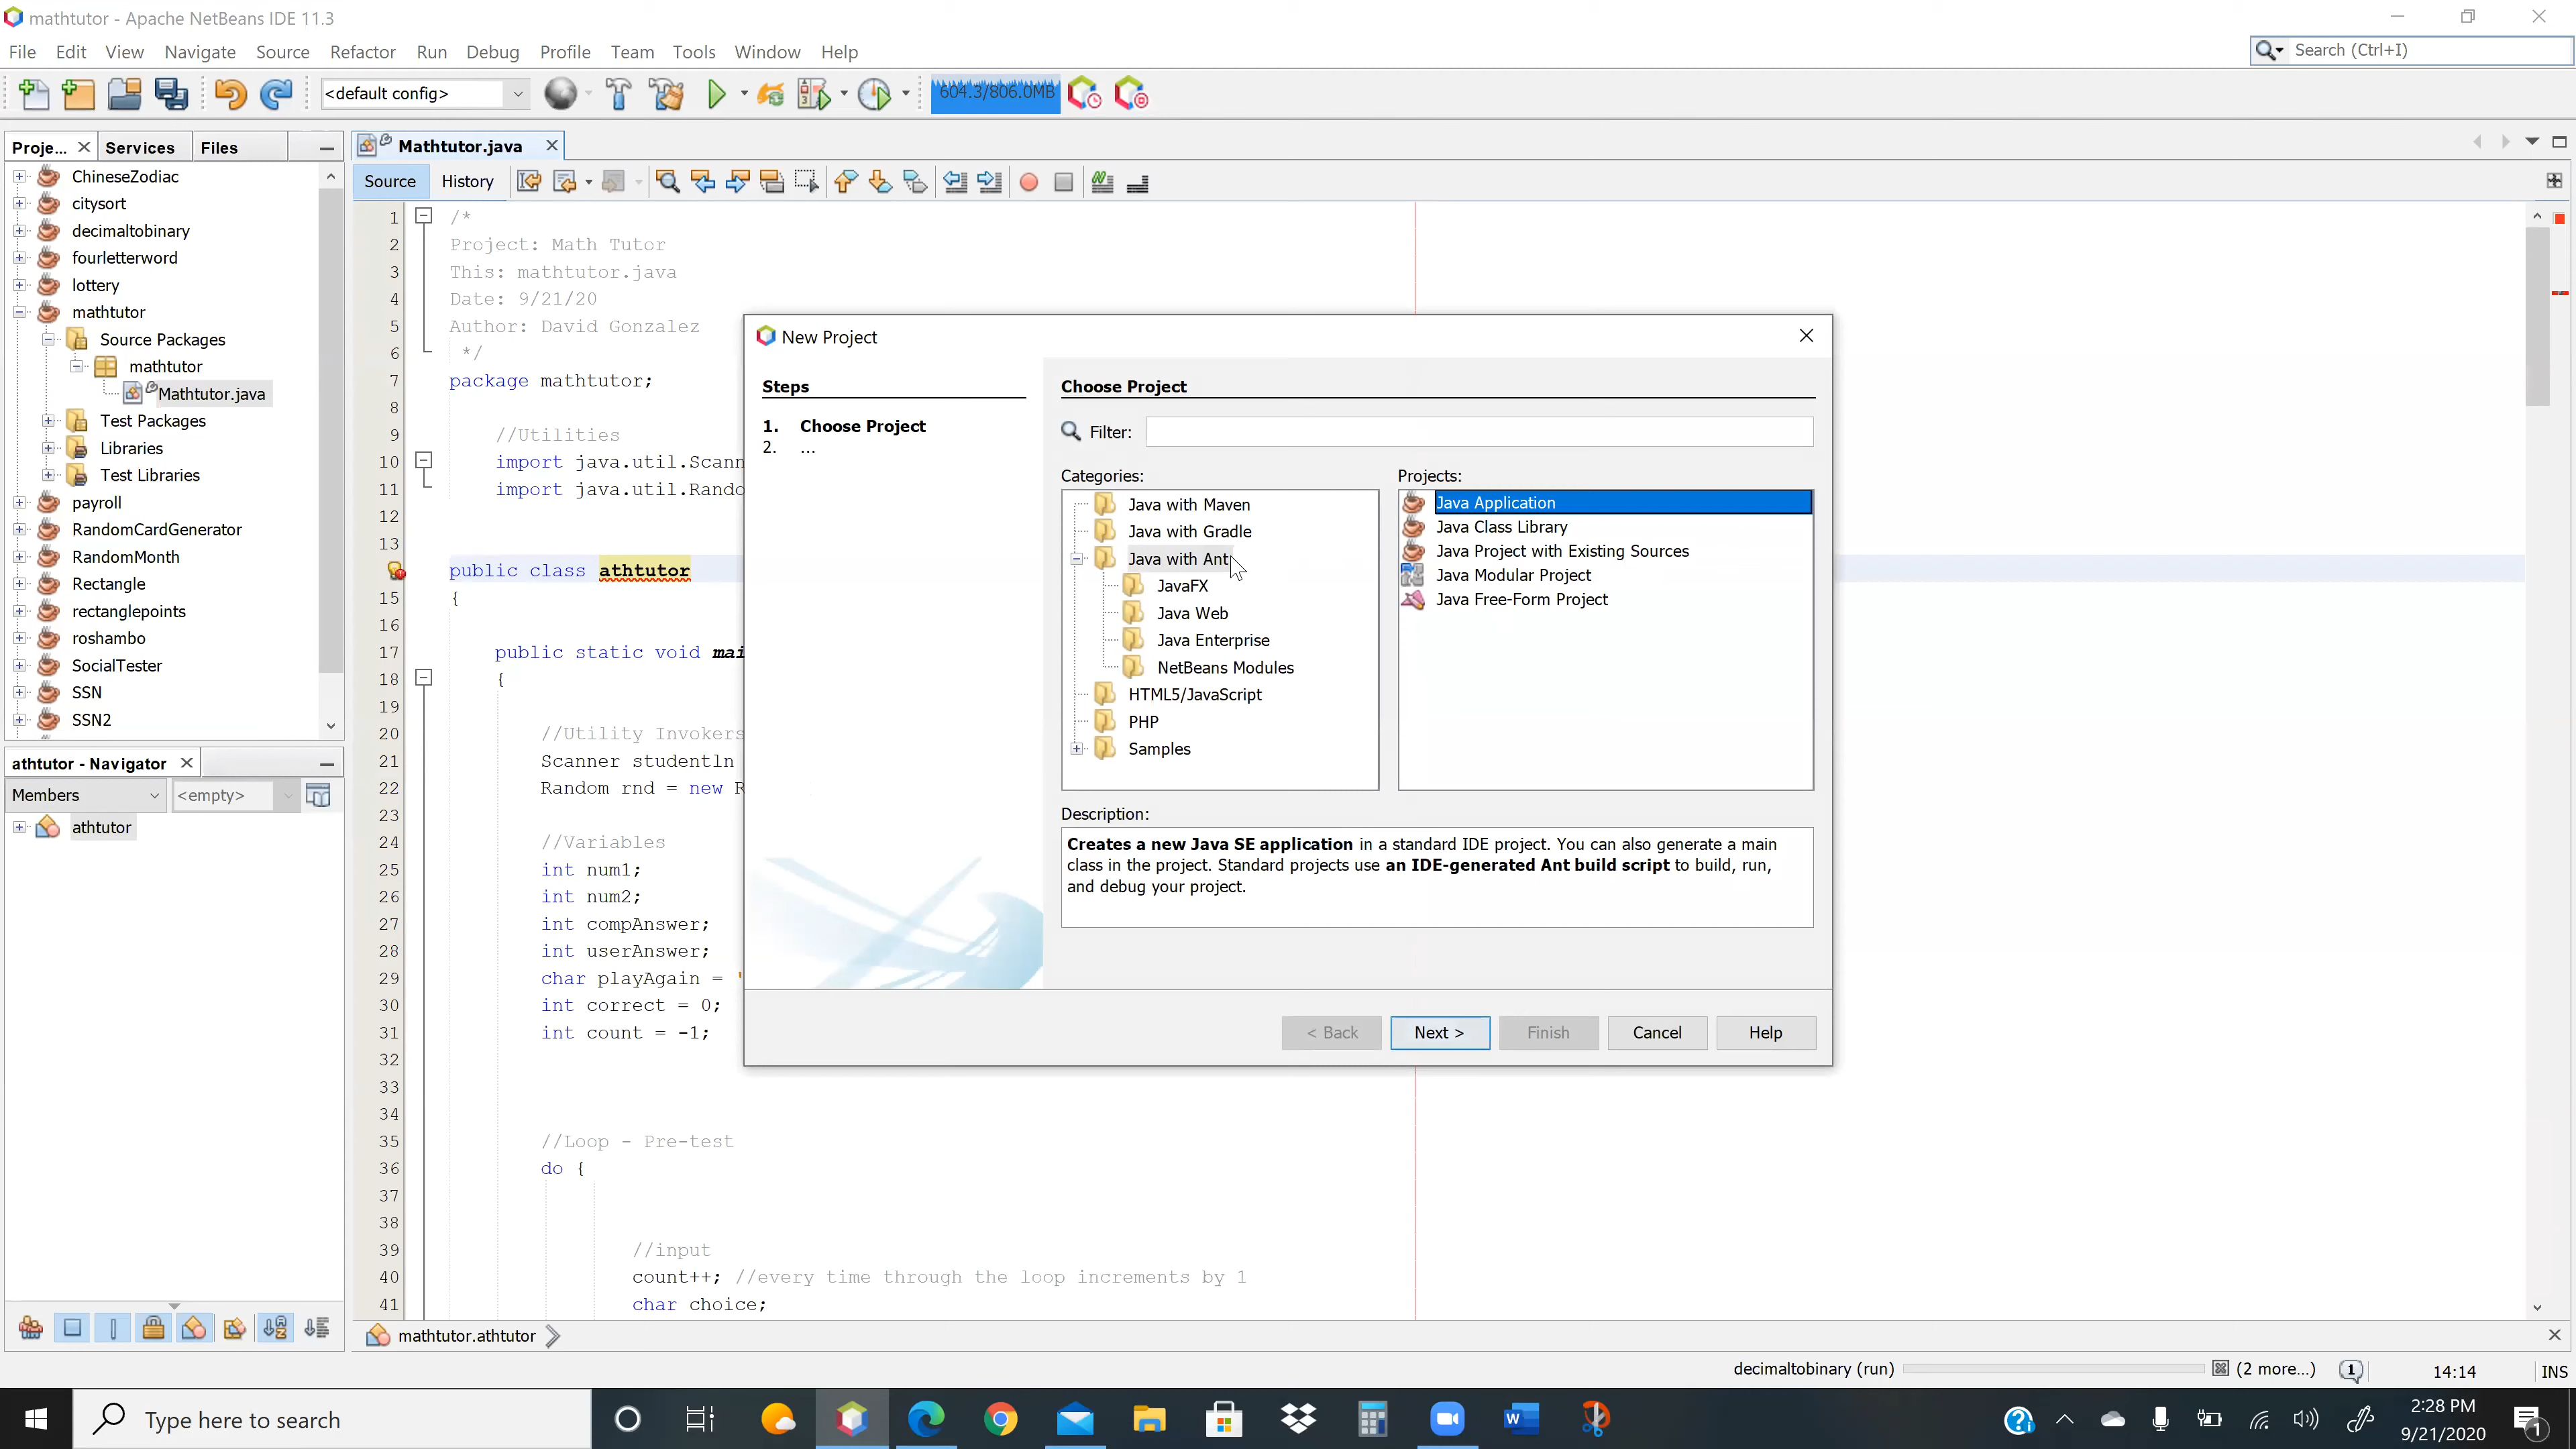 mathtutor - Apache NetBeans IDE 11.3
File Edit View Navigate Source Refactor Run Debug Profile Team Tools Window Help
Search (Ctrl+I)
<default config>
604.3/806.0MB
Proje... Services Files
Mathtutor.java
Source History
ChineseZodiac
citysort
decimaltobinary
fourletterword
lottery
mathtutor
Source Packages
mathtutor
Mathtutor.java
Test Packages
Libraries
Test Libraries
payroll
RandomCardGenerator
RandomMonth
Rectangle
rectanglepoints
roshambo
SocialTester
SSN
SSN2
athtutor - Navigator
Members <empty>
athtutor
1 /*
2 Project: Math Tutor
3 This: mathtutor.java
4 Date: 9/21/20
5 Author: David Gonzalez
6 */
7 package mathtutor;
8
9 //Utilities
10 import java.util.Scann
11 import java.util.Rando
12
13
public class athtutor
15 {
16
17 public static void mai
18 {
19
20 //Utility Invokers
21 Scanner studentln
22 Random rnd = new R
23
24 //Variables
25 int num1;
26 int num2;
27 int compAnswer;
28 int userAnswer;
29 char playAgain = '
30 int correct = 0;
31 int count = -1;
32
33
34
35 //Loop - Pre-test
36 do {
37
38
39 //input
40 count++; //every time through the loop increments by 1
41 char choice;
mathtutor.athtutor
New Project
Steps
1. Choose Project
2. ...
Choose Project
Filter:
Categories:
Java with Maven
Java with Gradle
Java with Ant
JavaFX
Java Web
Java Enterprise
NetBeans Modules
HTML5/JavaScript
PHP
Samples
Projects:
Java Application
Java Class Library
Java Project with Existing Sources
Java Modular Project
Java Free-Form Project
Description:
Creates a new Java SE application in a standard IDE project. You can also generate a main
class in the project. Standard projects use an IDE-generated Ant build script to build, run,
and debug your project.
< Back Next > Finish Cancel Help
decimaltobinary (run) (2 more...) 1 14:14 INS
Type here to search
2:28 PM
9/21/2020
1